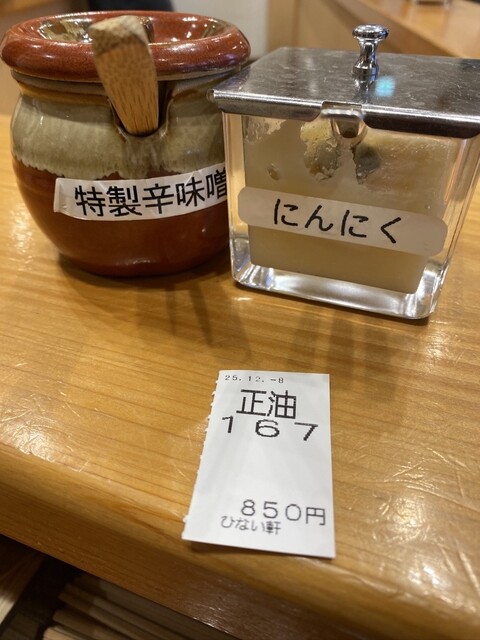 特製辛味噌
にんにく
25.12.-8
正油
167
850円
ひない軒